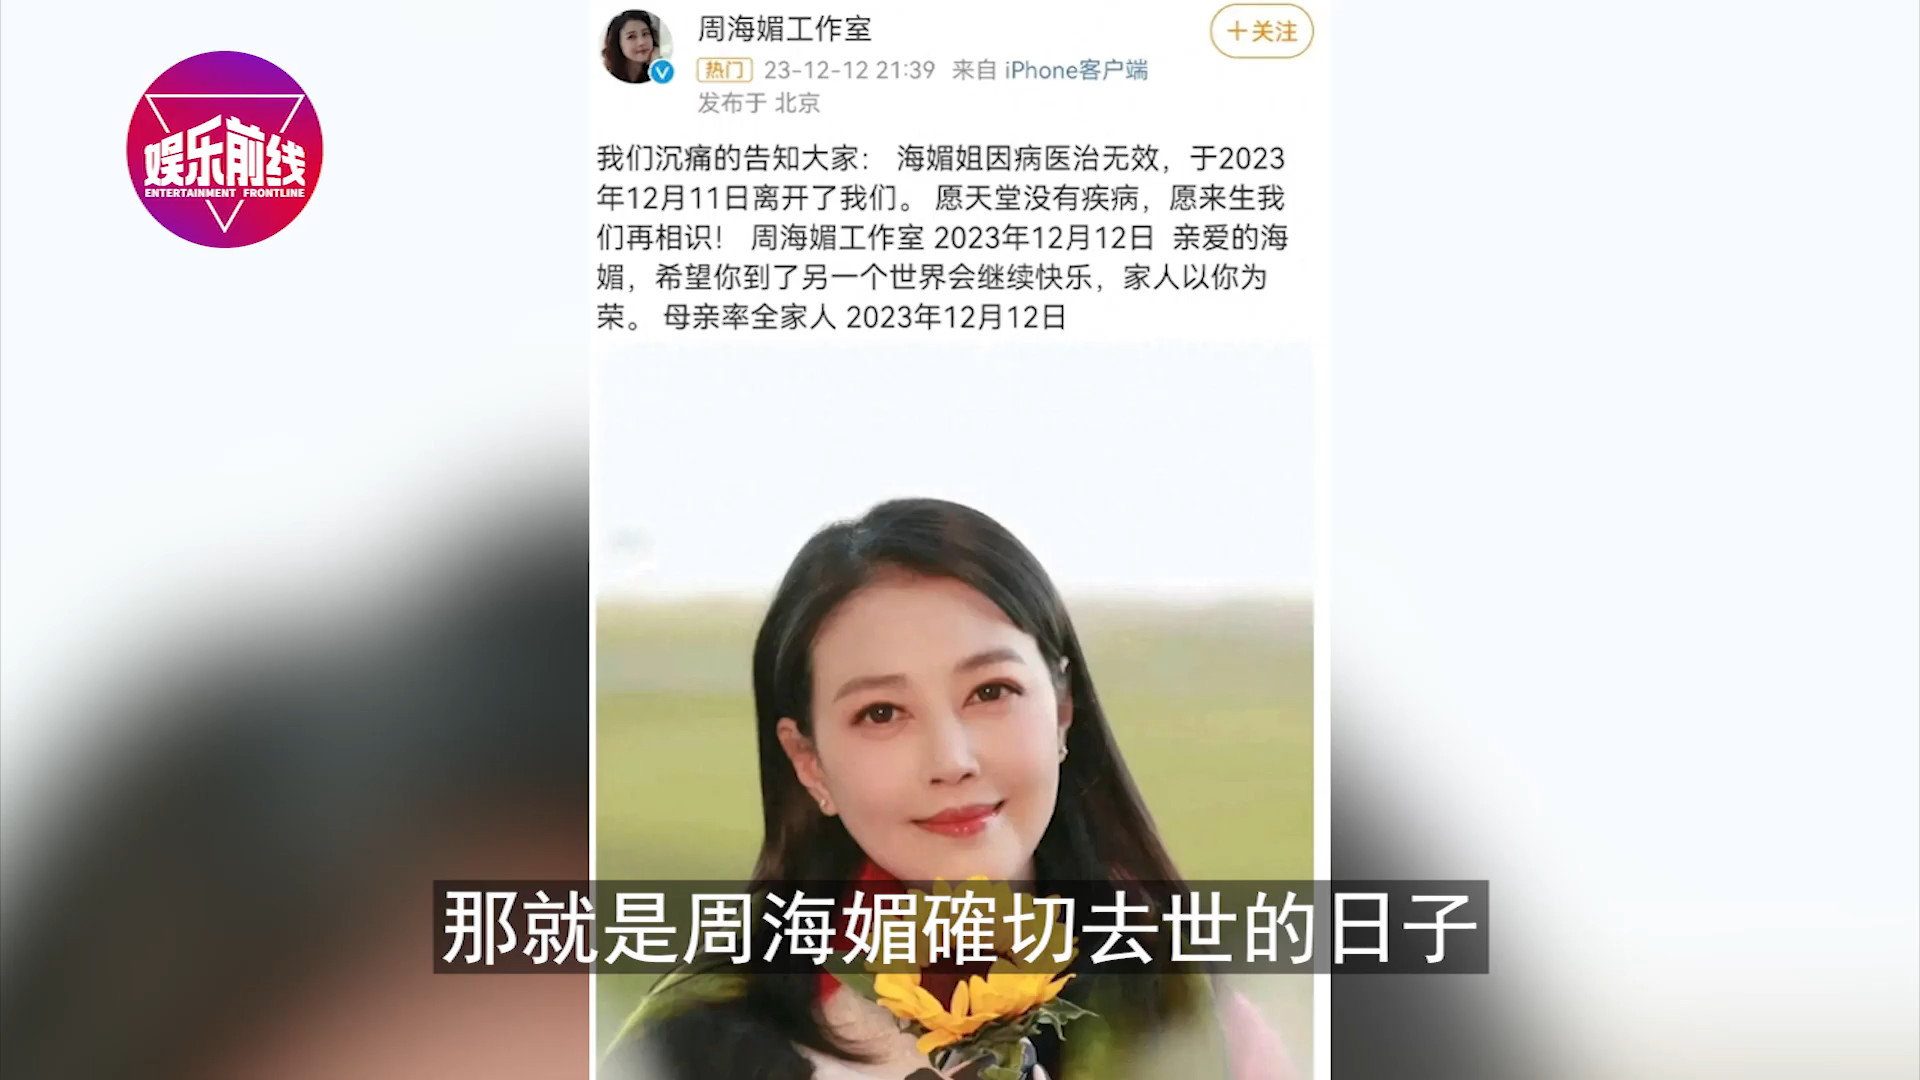 娱乐前线
ENTERTAINMENT FRONTLINE
周海媚工作室
+关注
热门 23-12-12 21:39 来自 iPhone客户端
发布于 北京
我们沉痛的告知大家： 海媚姐因病医治无效，于2023
年12月11日离开了我们。 愿天堂没有疾病，愿来生我
们再相识！ 周海媚工作室 2023年12月12日 亲爱的海
媚，希望你到了另一个世界会继续快乐，家人以你为
荣。 母亲率全家人 2023年12月12日
那就是周海媚確切去世的日子